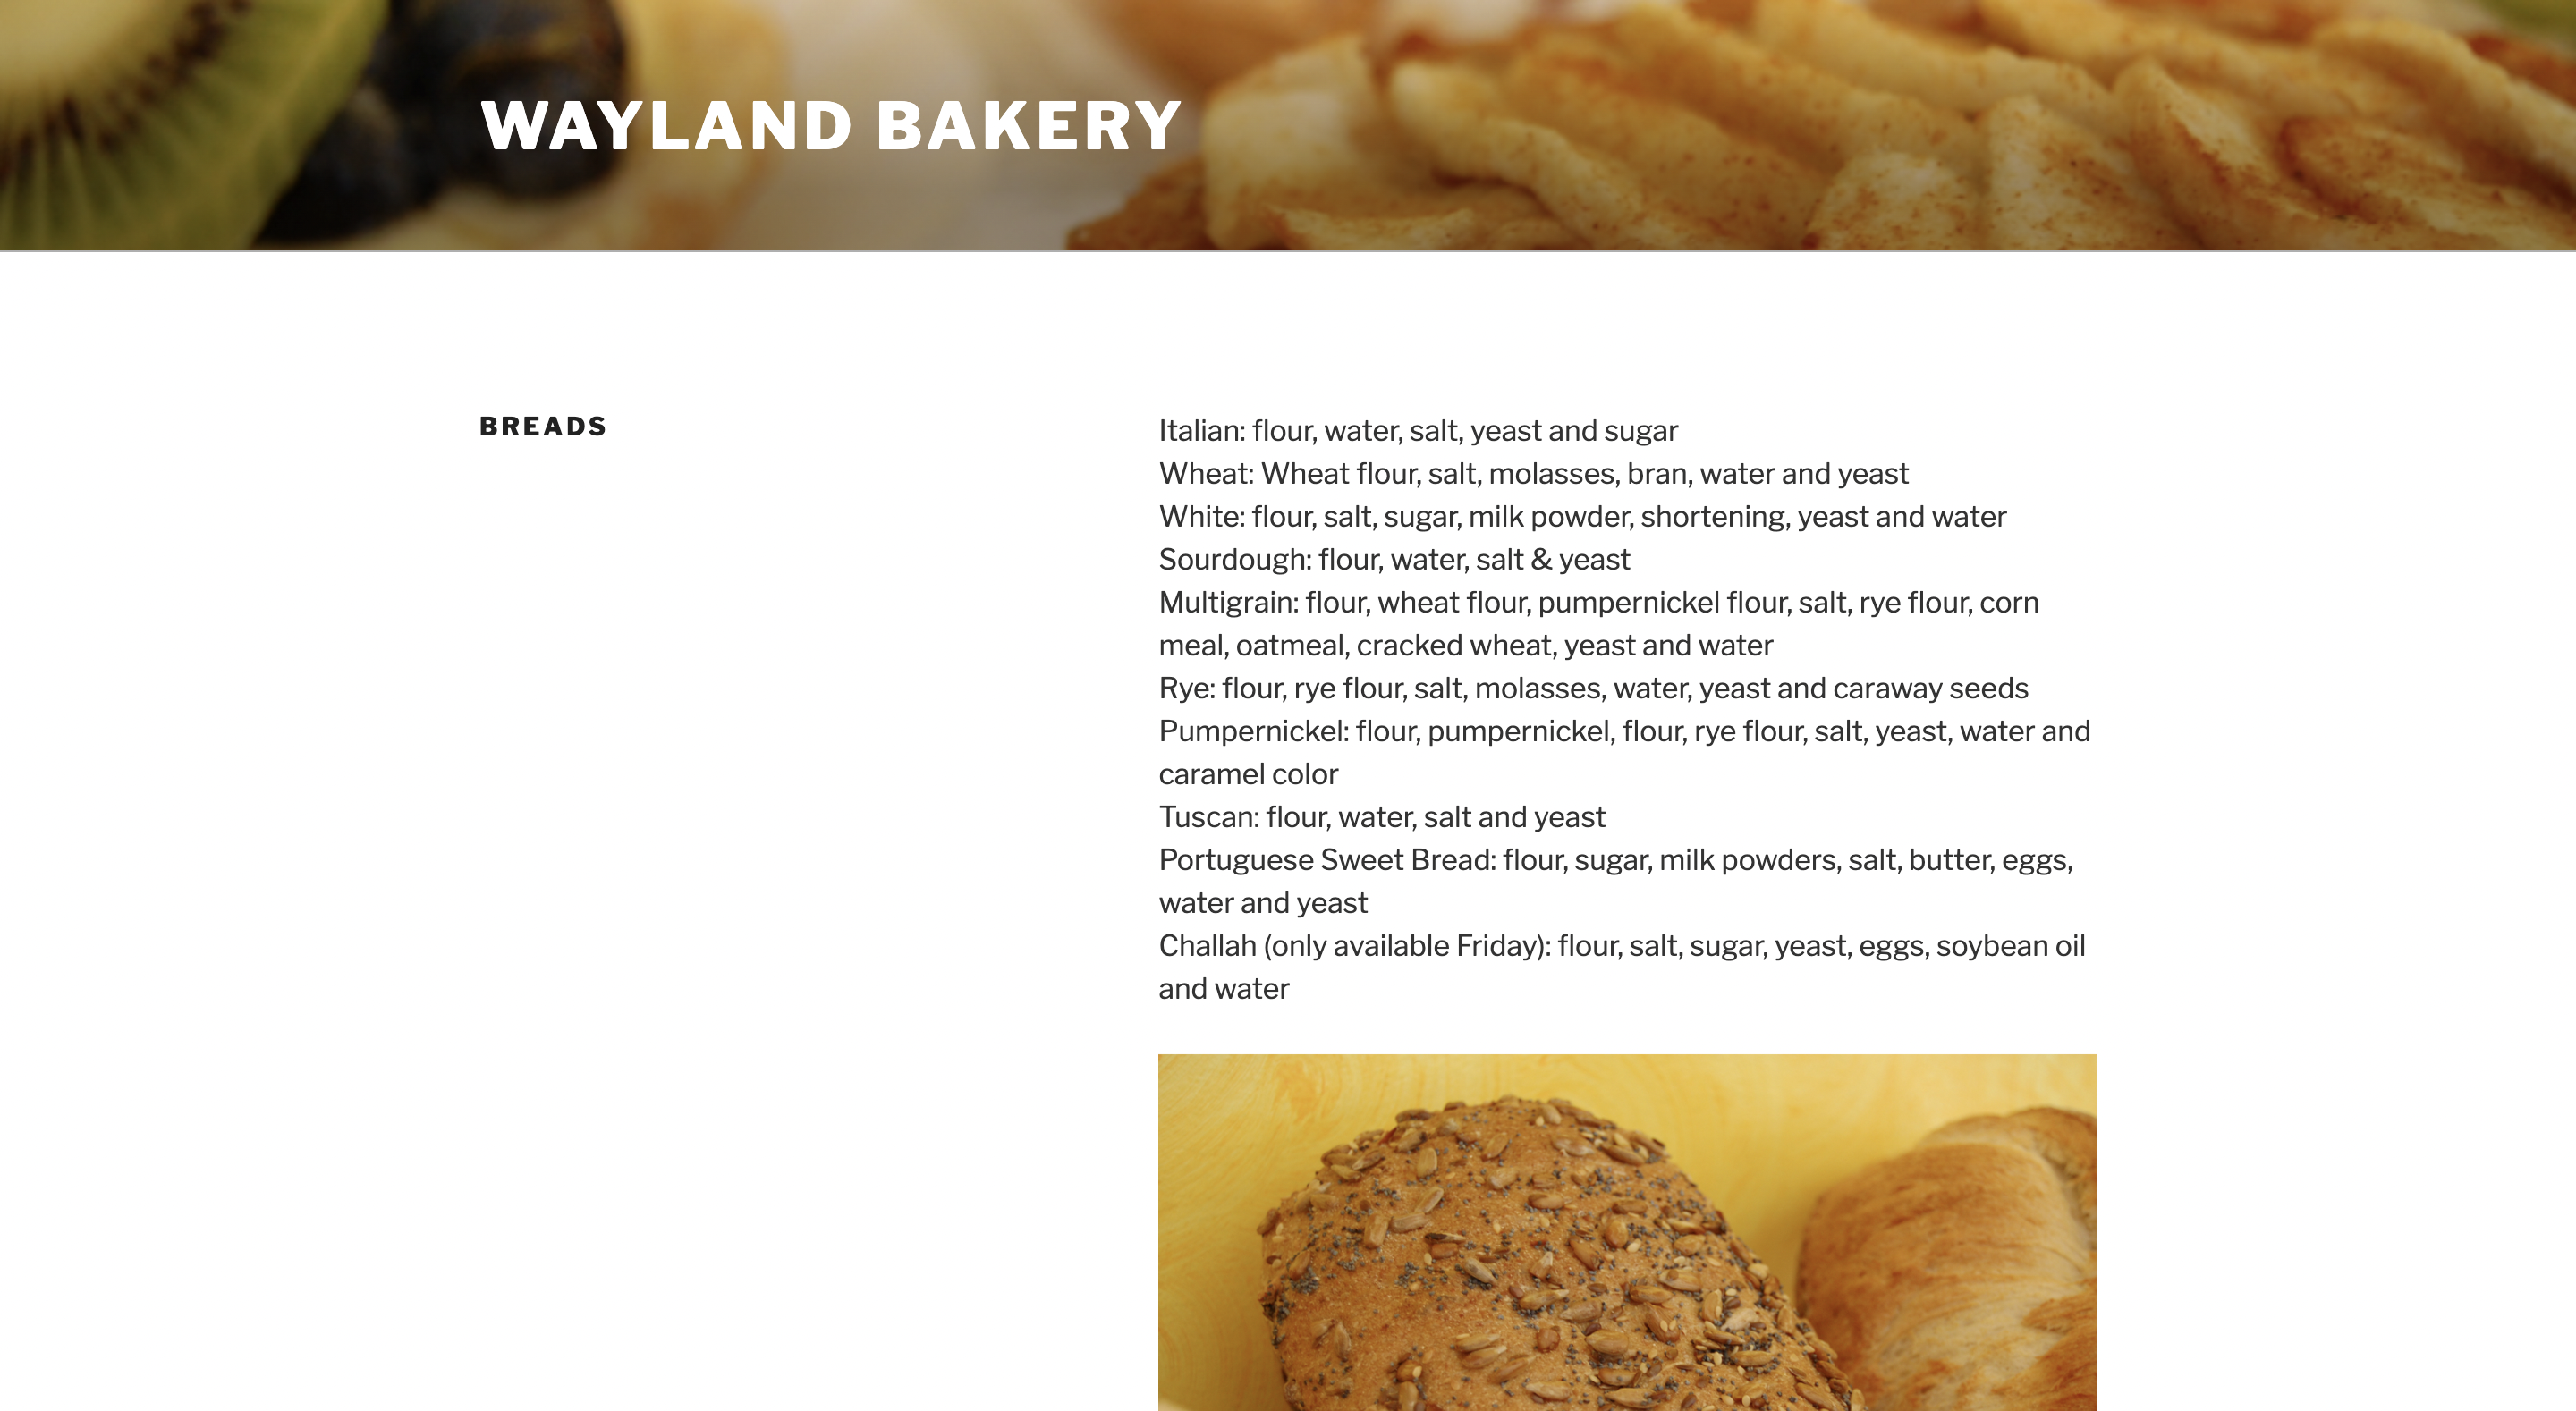 WAYLAND BAKERY
BREADS
Italian: flour, water, salt, yeast and sugar
Wheat: Wheat flour, salt, molasses, bran, water and yeast
White: flour, salt, sugar, milk powder, shortening, yeast and water
Sourdough: flour, water, salt & yeast
Multigrain: flour, wheat flour, pumpernickel flour, salt, rye flour, corn
meal, oatmeal, cracked wheat, yeast and water
Rye: flour, rye flour, salt, molasses, water, yeast and caraway seeds
Pumpernickel: flour, pumpernickel, flour, rye flour, salt, yeast, water and
caramel color
Tuscan: flour, water, salt and yeast
Portuguese Sweet Bread: flour, sugar, milk powders, salt, butter, eggs,
water and yeast
Challah (only available Friday): flour, salt, sugar, yeast, eggs, soybean oil
and water